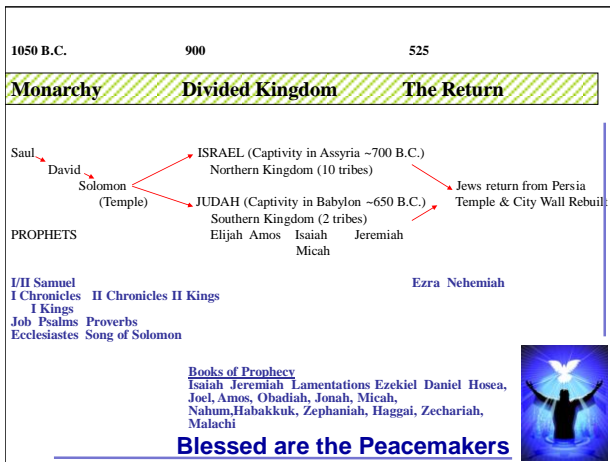 1050 B.C. 900 525
Monarchy Divided Kingdom The Return
Saul ISRAEL (Captivity in Assyria ~700 B.C.)
David Northern Kingdom (10 tribes)
Solomon Jews return from Persia
(Temple) JUDAH (Captivity in Babylon ~650 B.C.) Temple & City Wall Rebuilt
Southern Kingdom (2 tribes)
PROPHETS Elijah Amos Isaiah Jeremiah
Micah
I/II Samuel Ezra Nehemiah
I Chronicles II Chronicles II Kings
I Kings
Job Psalms Proverbs
Ecclesiastes Song of Solomon
Books of Prophecy
Isaiah Jeremiah Lamentations Ezekiel Daniel Hosea,
Joel, Amos, Obadiah, Jonah, Micah,
Nahum,Habakkuk, Zephaniah, Haggai, Zechariah,
Malachi
Blessed are the Peacemakers